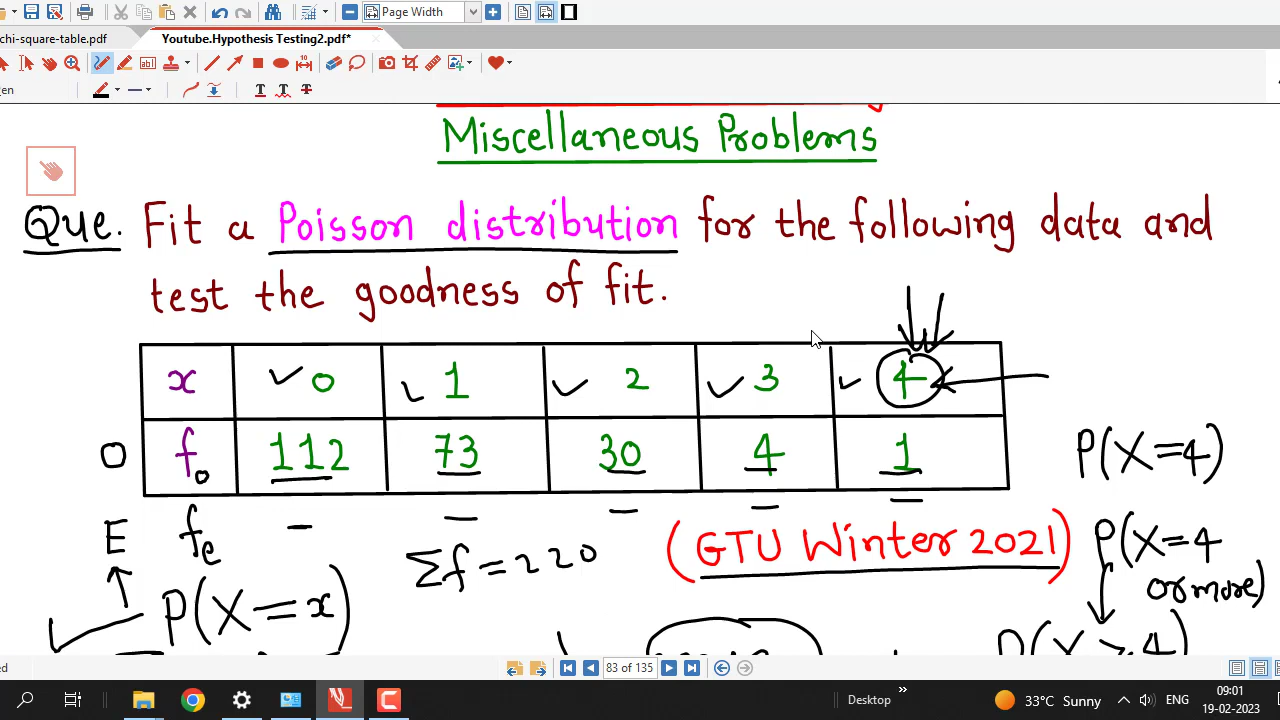 Page Width
chi-square-table.pdf
Youtube.Hypothesis Testing2.pdf*
en
Miscellaneous Problems
Que. Fit a Poisson distribution for the following data and
test the goodness of fit.
x 0 1 2 3 4
O f₀ 112 73 30 4 1
P(X=4)
E fe
Σf=220
(GTU Winter 2021)
P(X=4
or more)
P(X=x)
P(X≥4)
ed
83 of 135
Desktop
»
33°C Sunny
ENG
09:01
19-02-2023